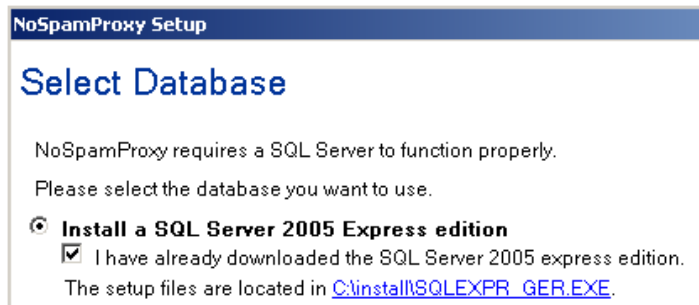 NoSpamProxy Setup
Select Database
NoSpamProxy requires a SQL Server to function properly.
Please select the database you want to use.
Install a SQL Server 2005 Express edition
I have already downloaded the SQL Server 2005 express edition.
The setup files are located in C:\install\SQLEXPR_GER.EXE.